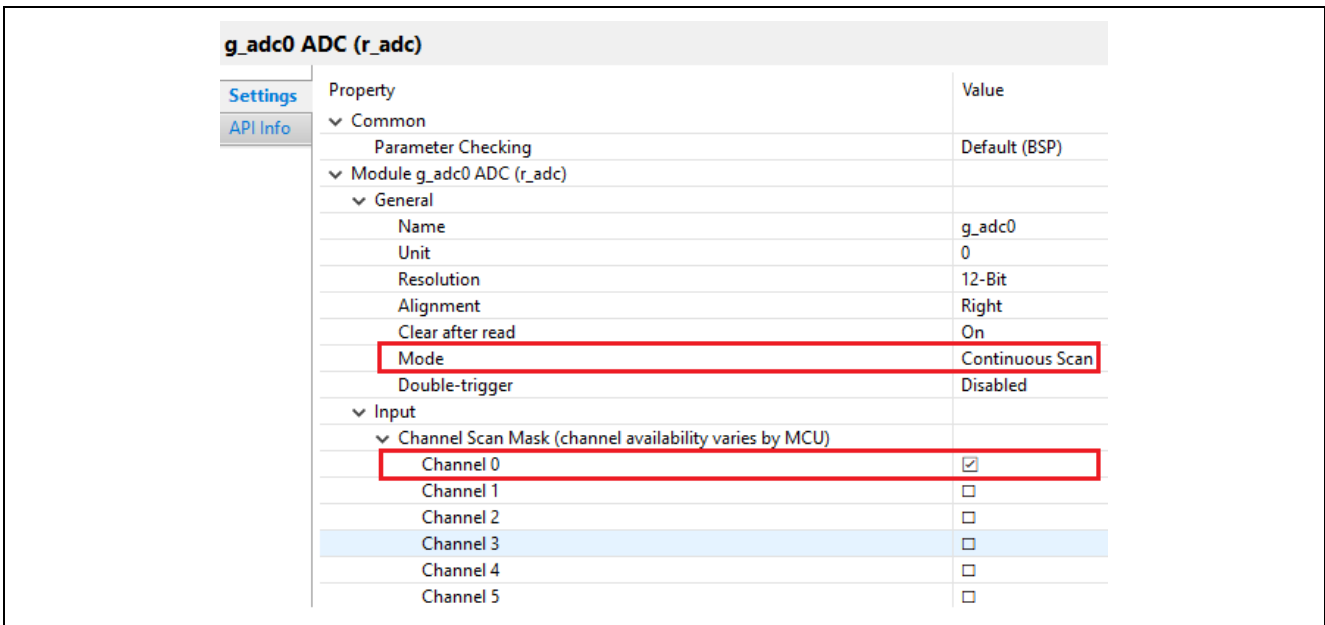 g_adc0 ADC (r_adc)
Settings
API Info
Property Value
Common
Parameter Checking Default (BSP)
Module g_adc0 ADC (r_adc)
General
Name g_adc0
Unit 0
Resolution 12-Bit
Alignment Right
Clear after read On
Mode Continuous Scan
Double-trigger Disabled
Input
Channel Scan Mask (channel availability varies by MCU)
Channel 0
Channel 1
Channel 2
Channel 3
Channel 4
Channel 5